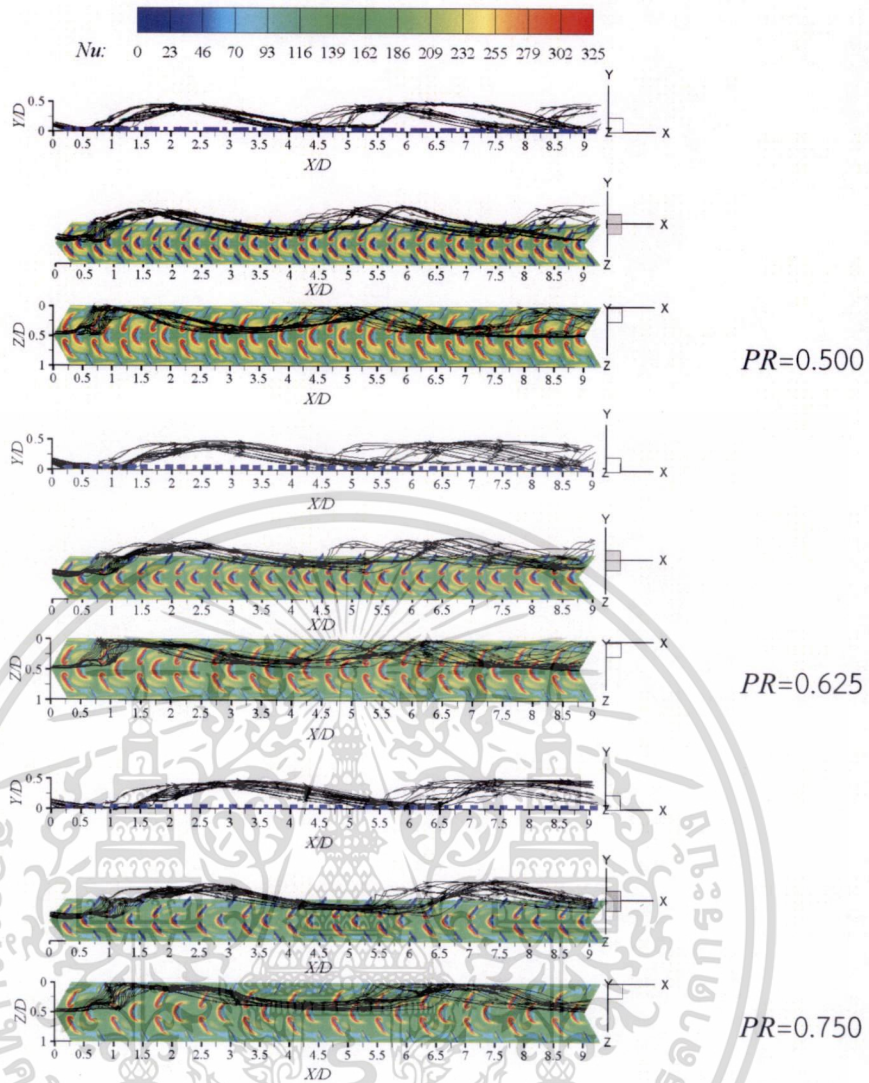 Nu: 0 23 46 70 93 116 139 162 186 209 232 255 279 302 325
Y
Y/D 0.5 0
Z X
0 0.5 1 1.5 2 2.5 3 3.5 4 4.5 5 5.5 6 6.5 7 7.5 8 8.5 9
X/D
Y
X
Z
0 0.5 1 1.5 2 2.5 3 3.5 4 4.5 5 5.5 6 6.5 7 7.5 8 8.5 9
X/D
Z/D 0 0.5 1
Y X
Z
0 0.5 1 1.5 2 2.5 3 3.5 4 4.5 5 5.5 6 6.5 7 7.5 8 8.5 9
X/D
PR=0.500
Y
Y/D 0.5 0
Z X
0 0.5 1 1.5 2 2.5 3 3.5 4 4.5 5 5.5 6 6.5 7 7.5 8 8.5 9
X/D
Y
X
Z
0 0.5 1 1.5 2 2.5 3 3.5 4 4.5 5 5.5 6 6.5 7 7.5 8 8.5 9
X/D
Z/D 0 0.5 1
Y X
Z
0 0.5 1 1.5 2 2.5 3 3.5 4 4.5 5 5.5 6 6.5 7 7.5 8 8.5 9
X/D
PR=0.625
Y
Y/D 0.5 0
Z X
0 0.5 1 1.5 2 2.5 3 3.5 4 4.5 5 5.5 6 6.5 7 7.5 8 8.5 9
X/D
Y
X
Z
0 0.5 1 1.5 2 2.5 3 3.5 4 4.5 5 5.5 6 6.5 7 7.5 8 8.5 9
X/D
Z/D 0 0.5 1
Y X
Z
0 0.5 1 1.5 2 2.5 3 3.5 4 4.5 5 5.5 6 6.5 7 7.5 8 8.5 9
X/D
PR=0.750